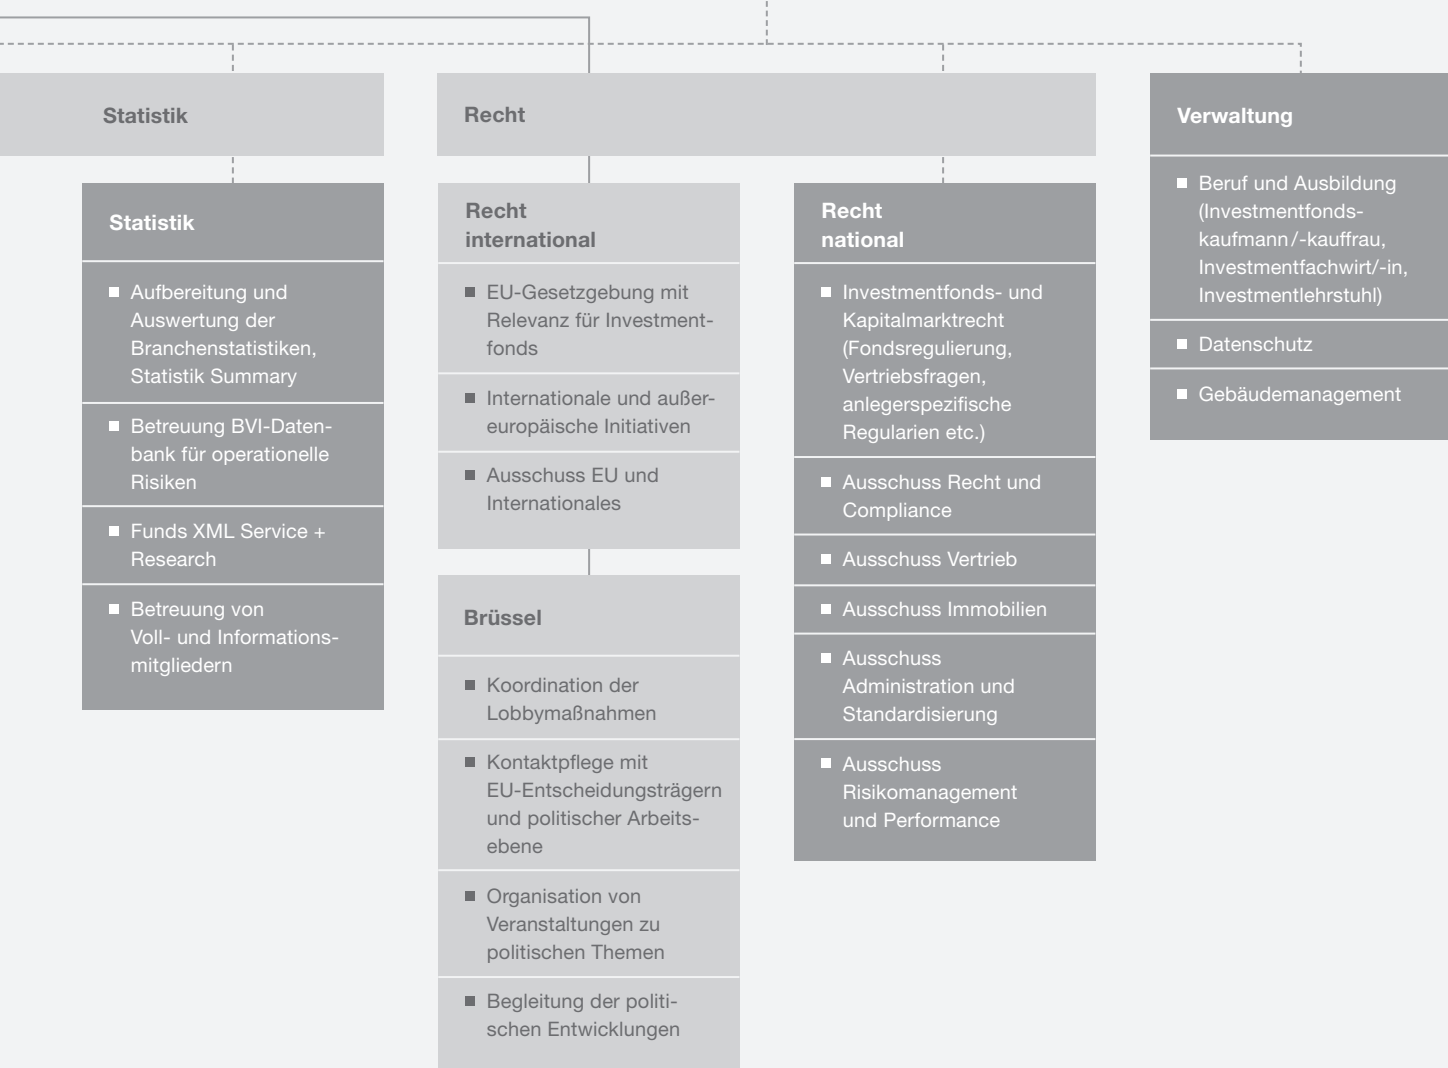 Statistik
Statistik
Aufbereitung und
Auswertung der
Branchenstatistiken,
Statistik Summary
Betreuung BVI-Daten-
bank für operationelle
Risiken
Funds XML Service +
Research
Betreuung von
Voll- und Informations-
mitgliedern
Recht
Recht
international
EU-Gesetzgebung mit
Relevanz für Investment-
fonds
Internationale und außer-
europäische Initiativen
Ausschuss EU und
Internationales
Brüssel
Koordination der
Lobbymaßnahmen
Kontaktpflege mit
EU-Entscheidungsträgern
und politischer Arbeits-
ebene
Organisation von
Veranstaltungen zu
politischen Themen
Begleitung der politi-
schen Entwicklungen
Recht
national
Investmentfonds- und
Kapitalmarktrecht
(Fondsregulierung,
Vertriebsfragen,
anlegerspezifische
Regularien etc.)
Ausschuss Recht und
Compliance
Ausschuss Vertrieb
Ausschuss Immobilien
Ausschuss
Administration und
Standardisierung
Ausschuss
Risikomanagement
und Performance
Verwaltung
Beruf und Ausbildung
(Investmentfonds-
kaufmann/-kauffrau,
Investmentfachwirt/-in,
Investmentlehrstuhl)
Datenschutz
Gebäudemanagement